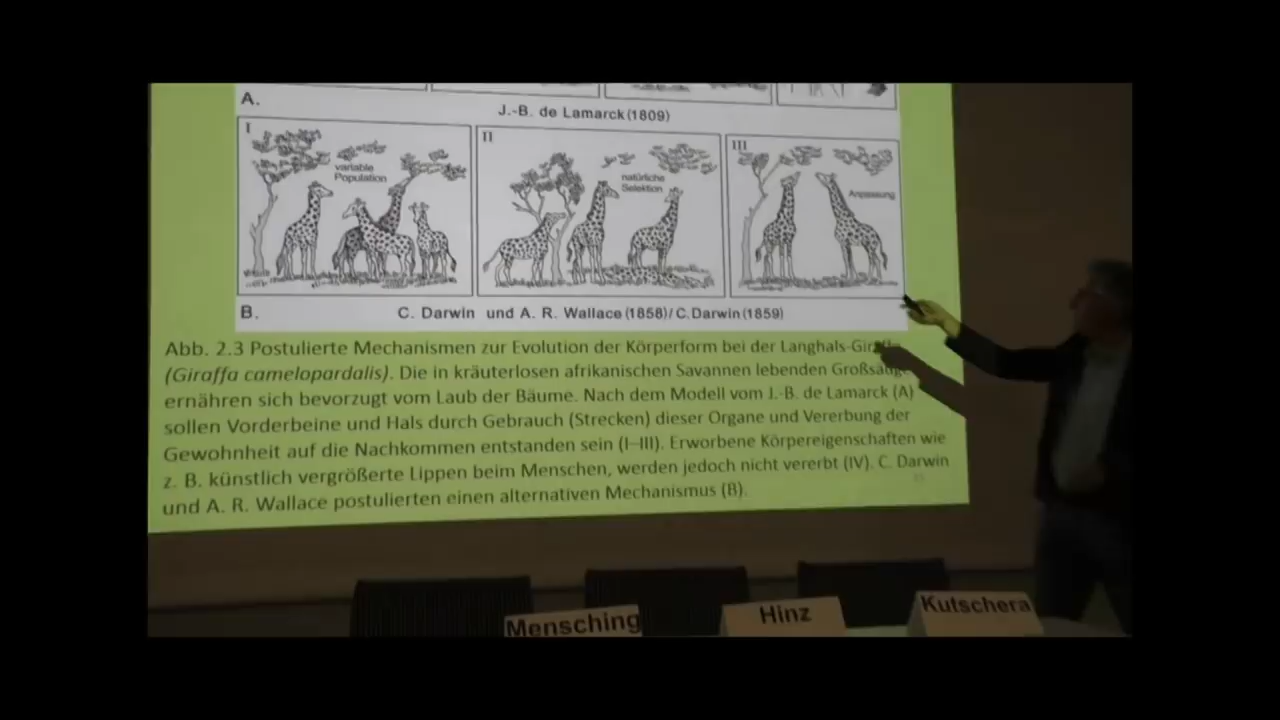 A.
J.-B. de Lamarck (1809)
I
variable
Population
II
natürliche
Selektion
III
Anpassung
B. C. Darwin und A. R. Wallace (1858)/ C. Darwin (1859)
Abb. 2.3 Postulierte Mechanismen zur Evolution der Körperform bei der Langhals-Giraffe
(Giraffa camelopardalis). Die in kräuterlosen afrikanischen Savannen lebenden Großsäuge
ernähren sich bevorzugt vom Laub der Bäume. Nach dem Modell vom J.-B. de Lamarck (A)
sollen Vorderbeine und Hals durch Gebrauch (Strecken) dieser Organe und Vererbung der
Gewohnheit auf die Nachkommen entstanden sein (I–III). Erworbene Körpereigenschaften wie
z. B. künstlich vergrößerte Lippen beim Menschen, werden jedoch nicht vererbt (IV). C. Darwin
und A. R. Wallace postulierten einen alternativen Mechanismus (B).
Mensching
Hinz
Kutschera